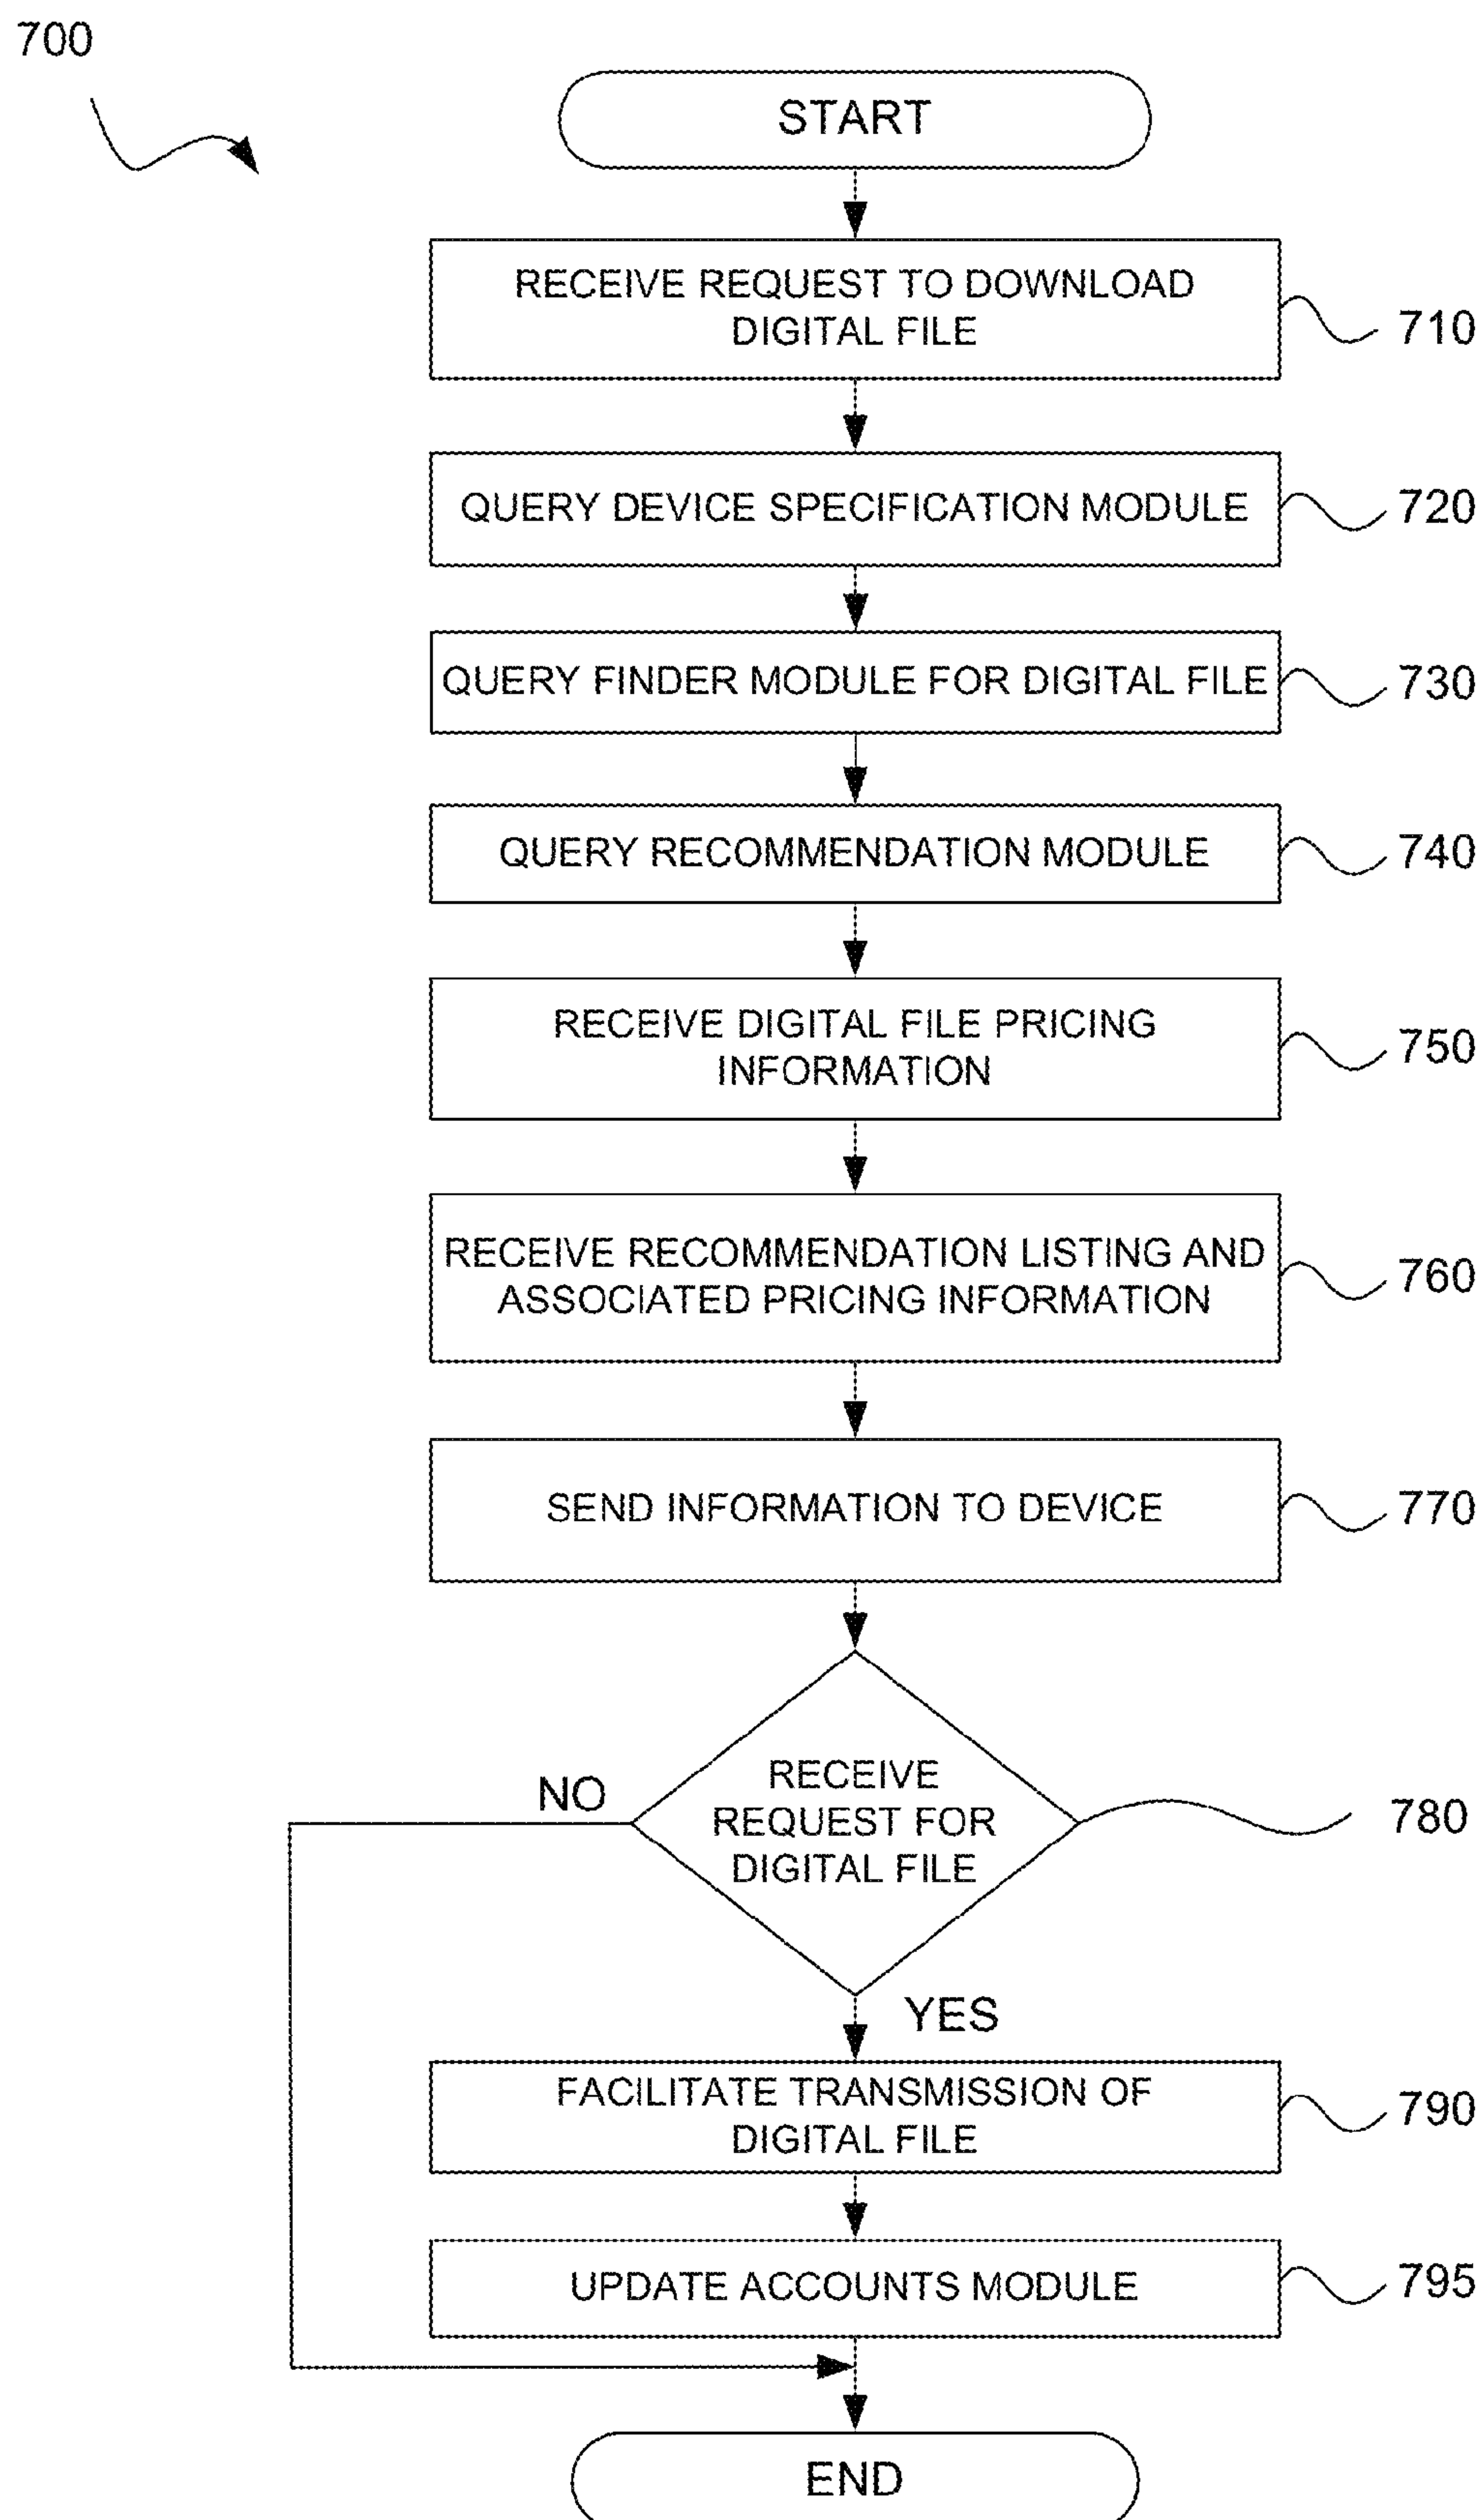 700
START
RECEIVE REQUEST TO DOWNLOAD
DIGITAL FILE
710
QUERY DEVICE SPECIFICATION MODULE
720
QUERY FINDER MODULE FOR DIGITAL FILE
730
QUERY RECOMMENDATION MODULE
740
RECEIVE DIGITAL FILE PRICING
INFORMATION
750
RECEIVE RECOMMENDATION LISTING AND
ASSOCIATED PRICING INFORMATION
760
SEND INFORMATION TO DEVICE
770
NO
RECEIVE
REQUEST FOR
DIGITAL FILE
780
YES
FACILITATE TRANSMISSION OF
DIGITAL FILE
790
UPDATE ACCOUNTS MODULE
795
END